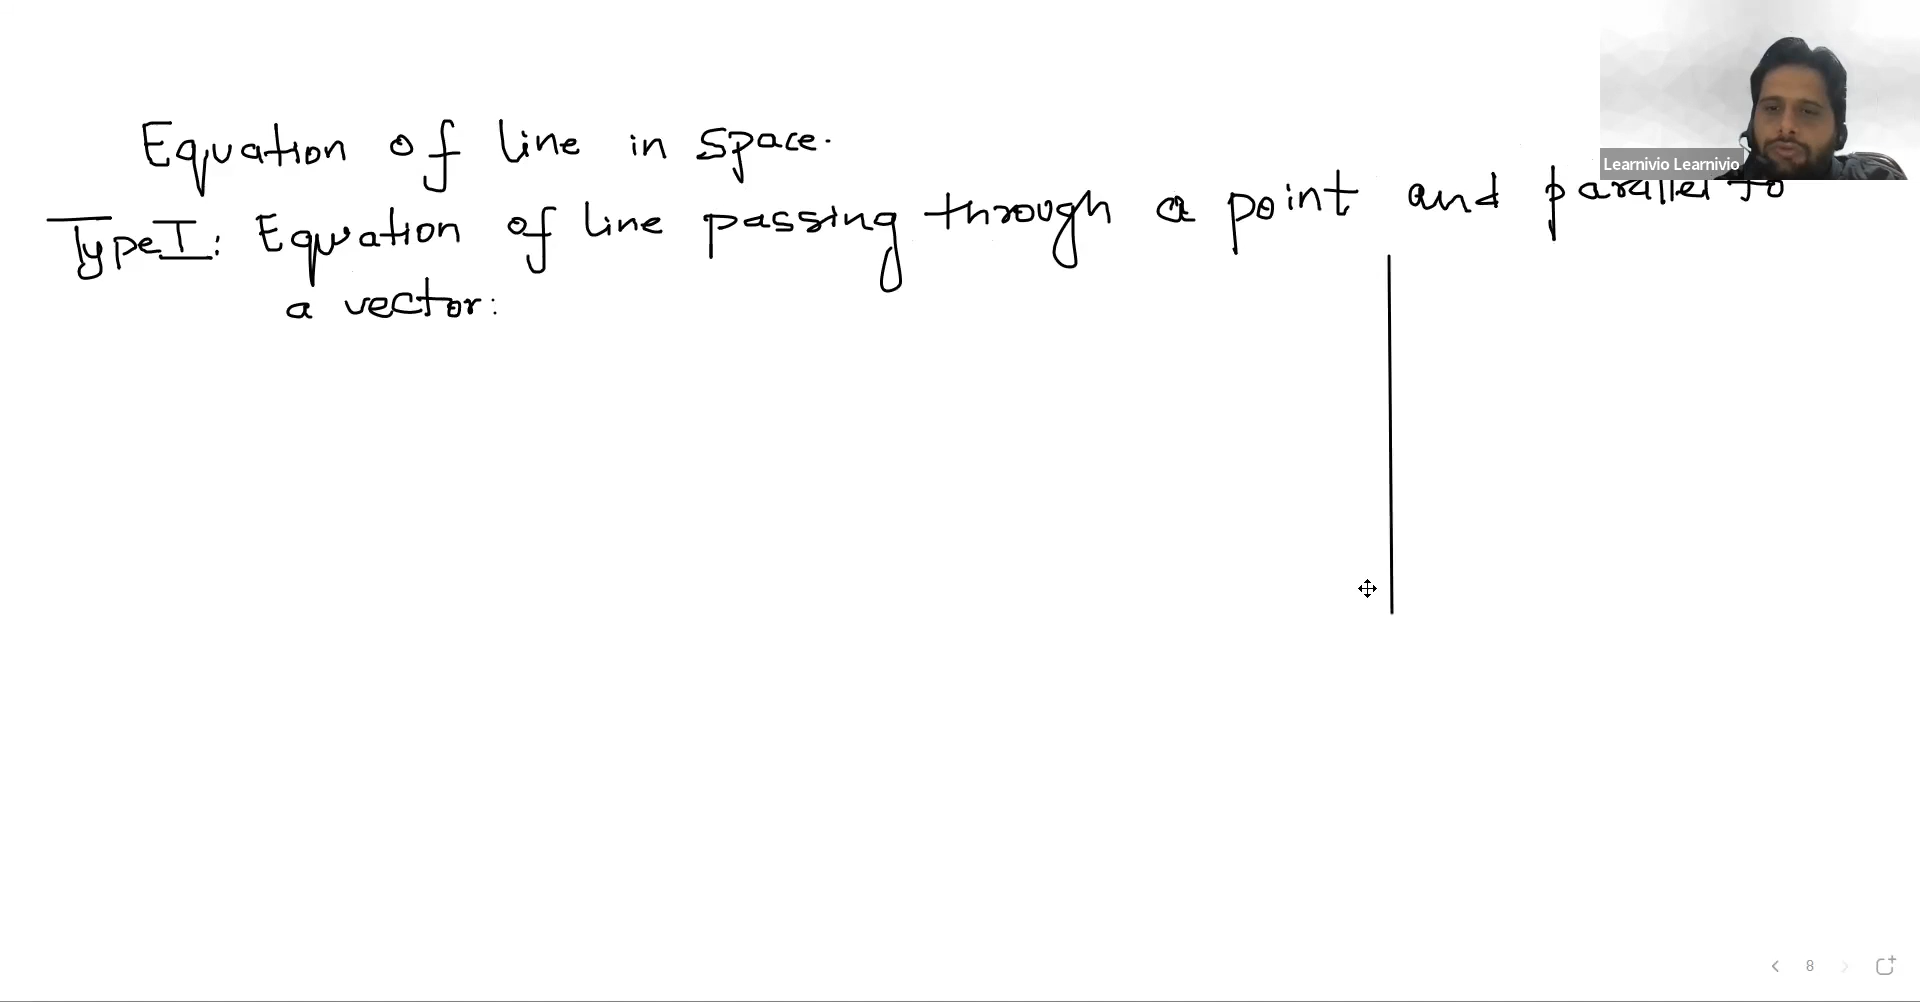 Equation of line in space.
Learnivio Learnivio
Type I: Equation of line passing through a point and parallel to
a vector:
8